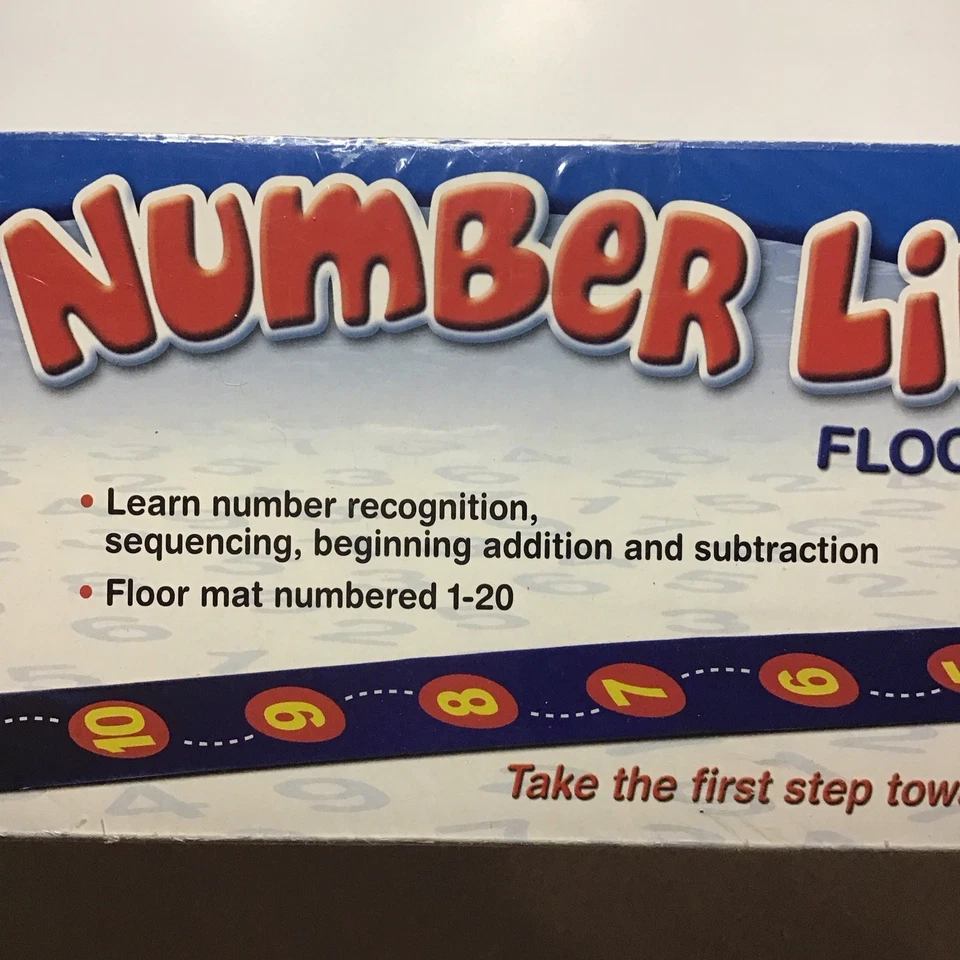 NumBeR Li
FLOO
• Learn number recognition,
sequencing, beginning addition and subtraction
• Floor mat numbered 1-20
10 9 8 7 6
Take the first step tow